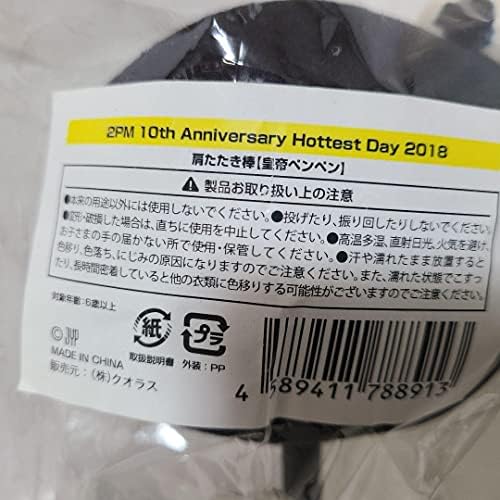 2PM 10th Anniversary Hottest Day 2018
肩たたき棒【皇帝ペンペン】
製品お取り扱い上の注意
●本来の用途以外には使用しないでください。●投げたり、振り回したりしないでください。
●変形・破損した場合は、直ちに使用を中止してください。●高温多湿、直射日光、火気を避け、
お子さまの手の届かない所で使用・保管してください。●汗や濡れたまま放置すると
色移り、色落ち、にじみの原因になりますのでご注意ください。また、濡れた状態でこすっ
たり、長時間密着していると他の衣類に色移りする可能性がございますのでご注意ください。
対象年齢:6歳以上
紙
プラ
取扱説明書 外装:PP
© JYP
MADE IN CHINA
販売元:(株)クオラス
4 589411 788913